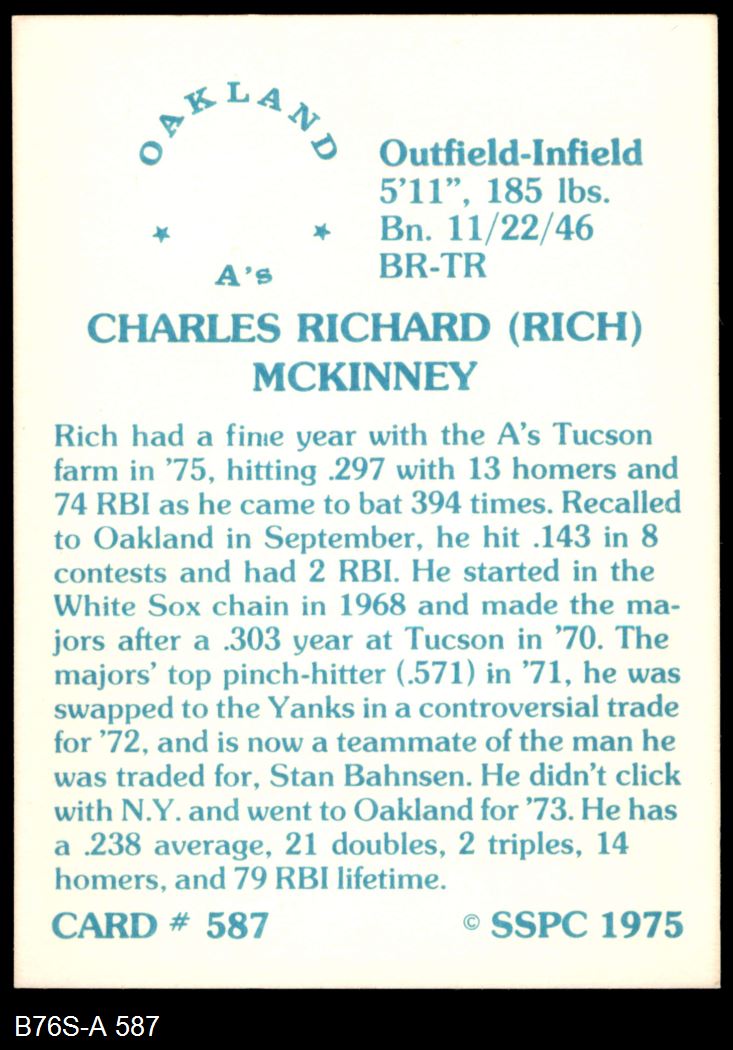 OAKLAND
A's
Outfield-Infield
5'11", 185 lbs.
Bn. 11/22/46
BR-TR
CHARLES RICHARD (RICH)
MCKINNEY
Rich had a fine year with the A's Tucson
farm in '75, hitting .297 with 13 homers and
74 RBI as he came to bat 394 times. Recalled
to Oakland in September, he hit .143 in 8
contests and had 2 RBI. He started in the
White Sox chain in 1968 and made the ma-
jors after a .303 year at Tucson in '70. The
majors' top pinch-hitter (.571) in '71, he was
swapped to the Yanks in a controversial trade
for '72, and is now a teammate of the man he
was traded for, Stan Bahnsen. He didn't click
with N.Y. and went to Oakland for '73. He has
a .238 average, 21 doubles, 2 triples, 14
homers, and 79 RBI lifetime.
CARD # 587 © SSPC 1975
B76S-A 587